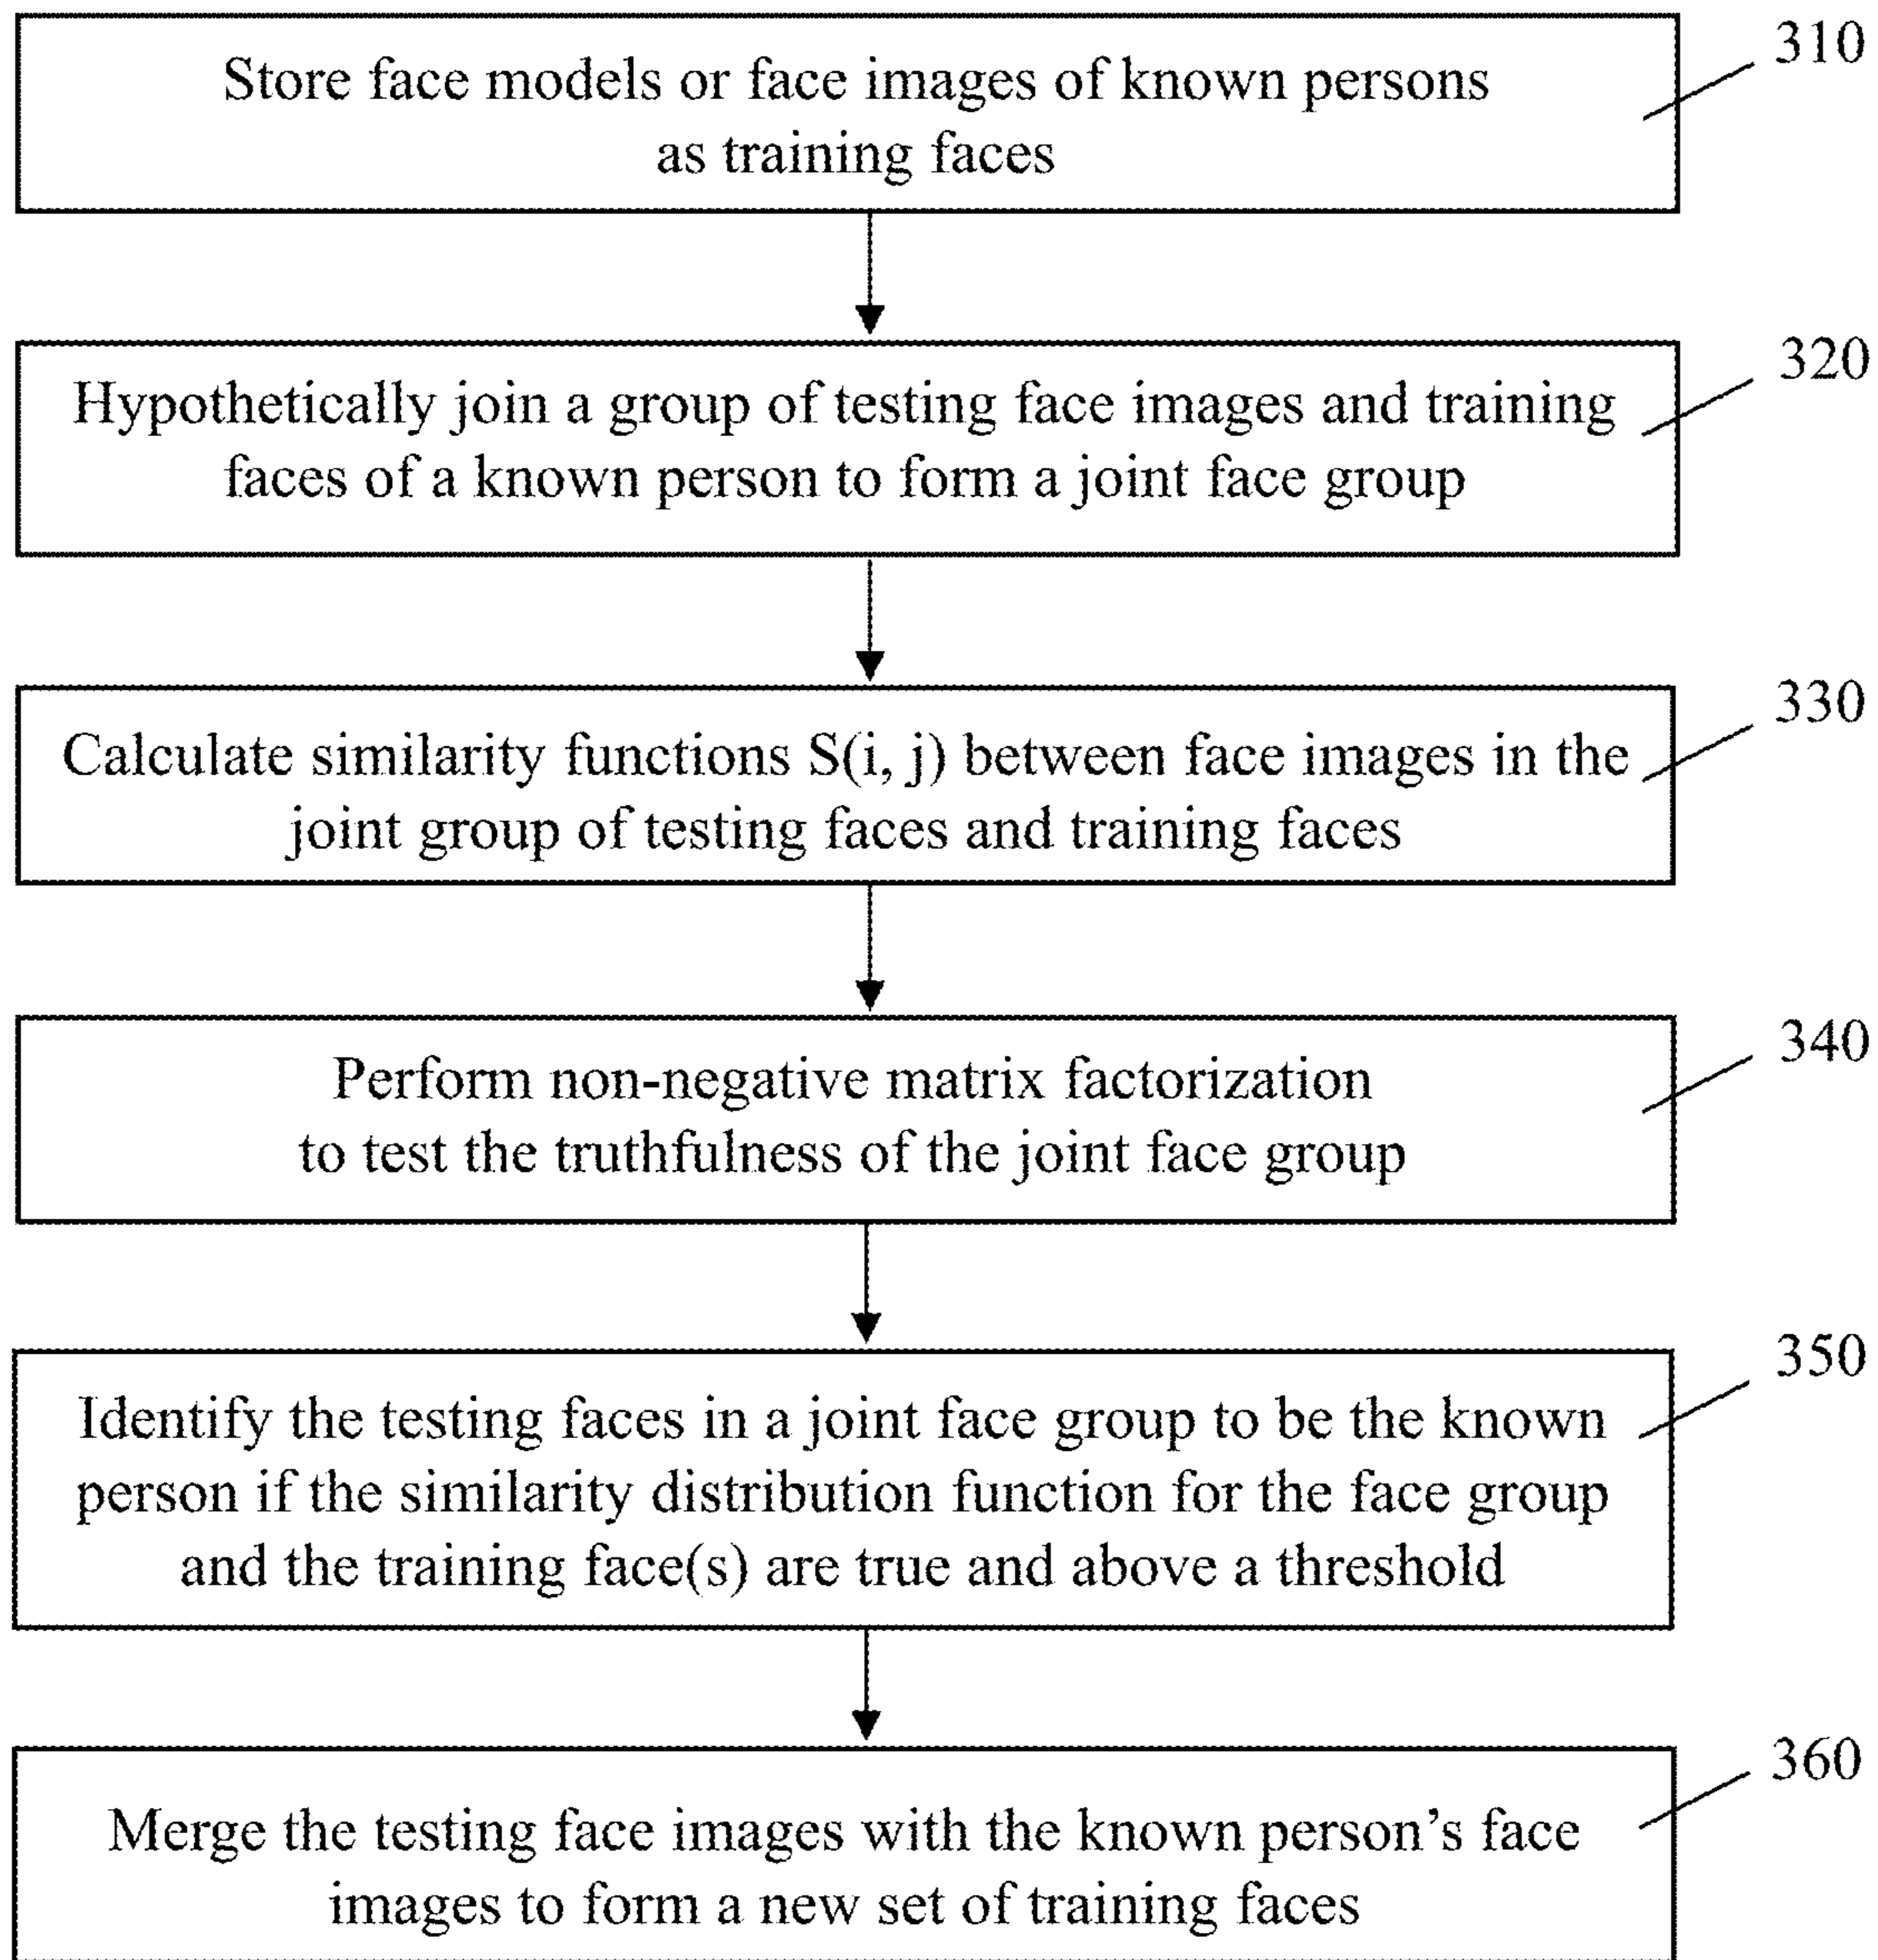 310
Store face models or face images of known persons
as training faces
320
Hypothetically join a group of testing face images and training
faces of a known person to form a joint face group
330
Calculate similarity functions S(i, j) between face images in the
joint group of testing faces and training faces
340
Perform non-negative matrix factorization
to test the truthfulness of the joint face group
350
Identify the testing faces in a joint face group to be the known
person if the similarity distribution function for the face group
and the training face(s) are true and above a threshold
360
Merge the testing face images with the known person’s face
images to form a new set of training faces